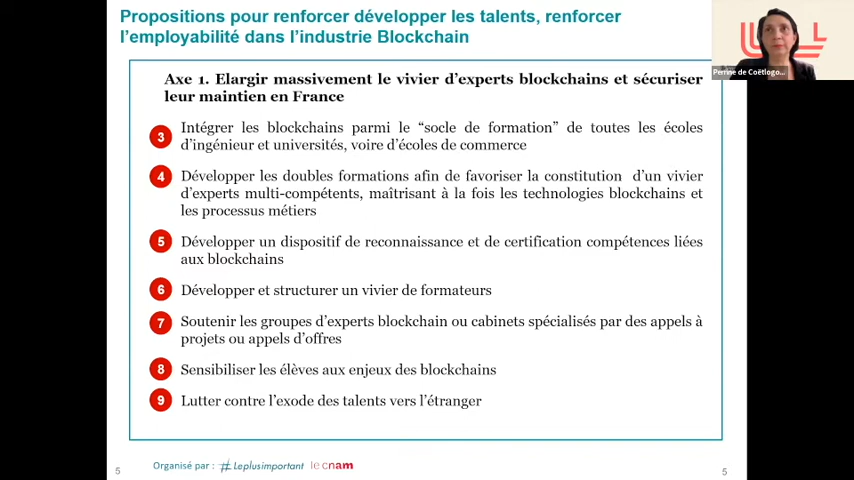 Propositions pour renforcer développer les talents, renforcer
l'employabilité dans l'industrie Blockchain
Perrine de Coëtlogo...
Axe 1. Elargir massivement le vivier d'experts blockchains et sécuriser
leur maintien en France
3 Intégrer les blockchains parmi le "socle de formation" de toutes les écoles
d'ingénieur et universités, voire d'écoles de commerce
4 Développer les doubles formations afin de favoriser la constitution d'un vivier
d'experts multi-compétents, maîtrisant à la fois les technologies blockchains et
les processus métiers
5 Développer un dispositif de reconnaissance et de certification compétences liées
aux blockchains
6 Développer et structurer un vivier de formateurs
7 Soutenir les groupes d'experts blockchain ou cabinets spécialisés par des appels à
projets ou appels d'offres
8 Sensibiliser les élèves aux enjeux des blockchains
9 Lutter contre l'exode des talents vers l'étranger
5 Organisé par : #Leplusimportant le cnam 5